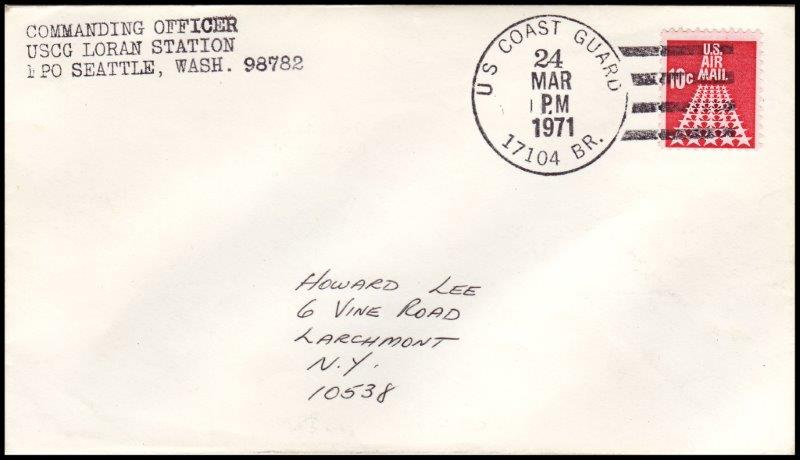 COMMANDING OFFICER
USCG LORAN STATION
FPO SEATTLE, WASH. 98782
US COAST GUARD
24
MAR
PM
1971
17104 BR.
U.S.
AIR
MAIL
10c
HOWARD LEE
6 VINE ROAD
LARCHMONT
N.Y.
10538